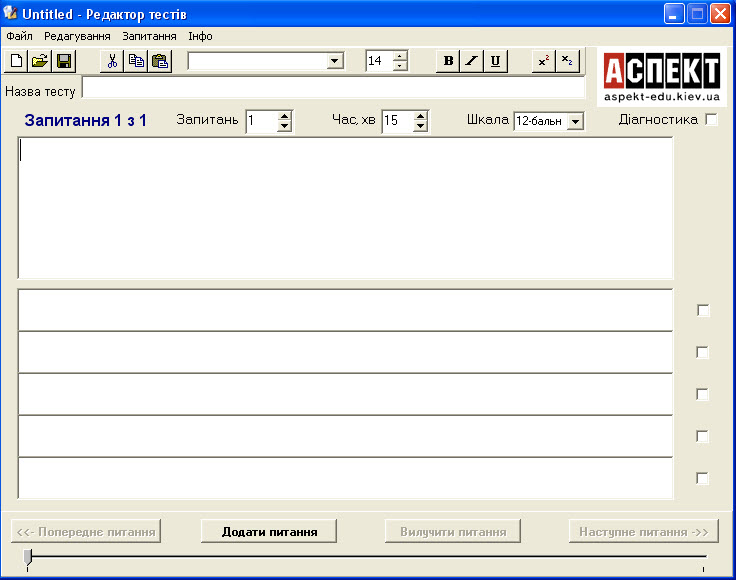 Untitled - Редактор тестів
Файл Редагування Запитання Інфо
14 B I U x² x₂
АСПЕКТ
aspekt-edu.kiev.ua
Назва тесту
Запитання 1 з 1 Запитань 1 Час, хв 15 Шкала 12-бальн Діагностика
<<- Попереднє питання Додати питання Вилучити питання Наступне питання ->>